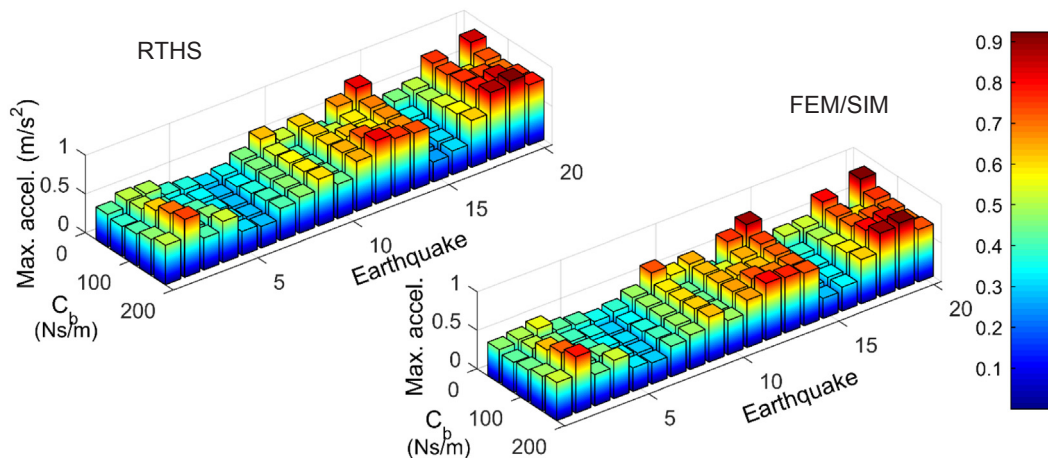 RTHS
Max. accel. (m/s⁻²)
1
0.5
0
0
100
200
C_b
(Ns/m)
5
10
15
20
Earthquake
FEM/SIM
Max. accel.
1
0.5
0
0
100
200
C_b
(Ns/m)
5
10
15
20
Earthquake
0.9
0.8
0.7
0.6
0.5
0.4
0.3
0.2
0.1